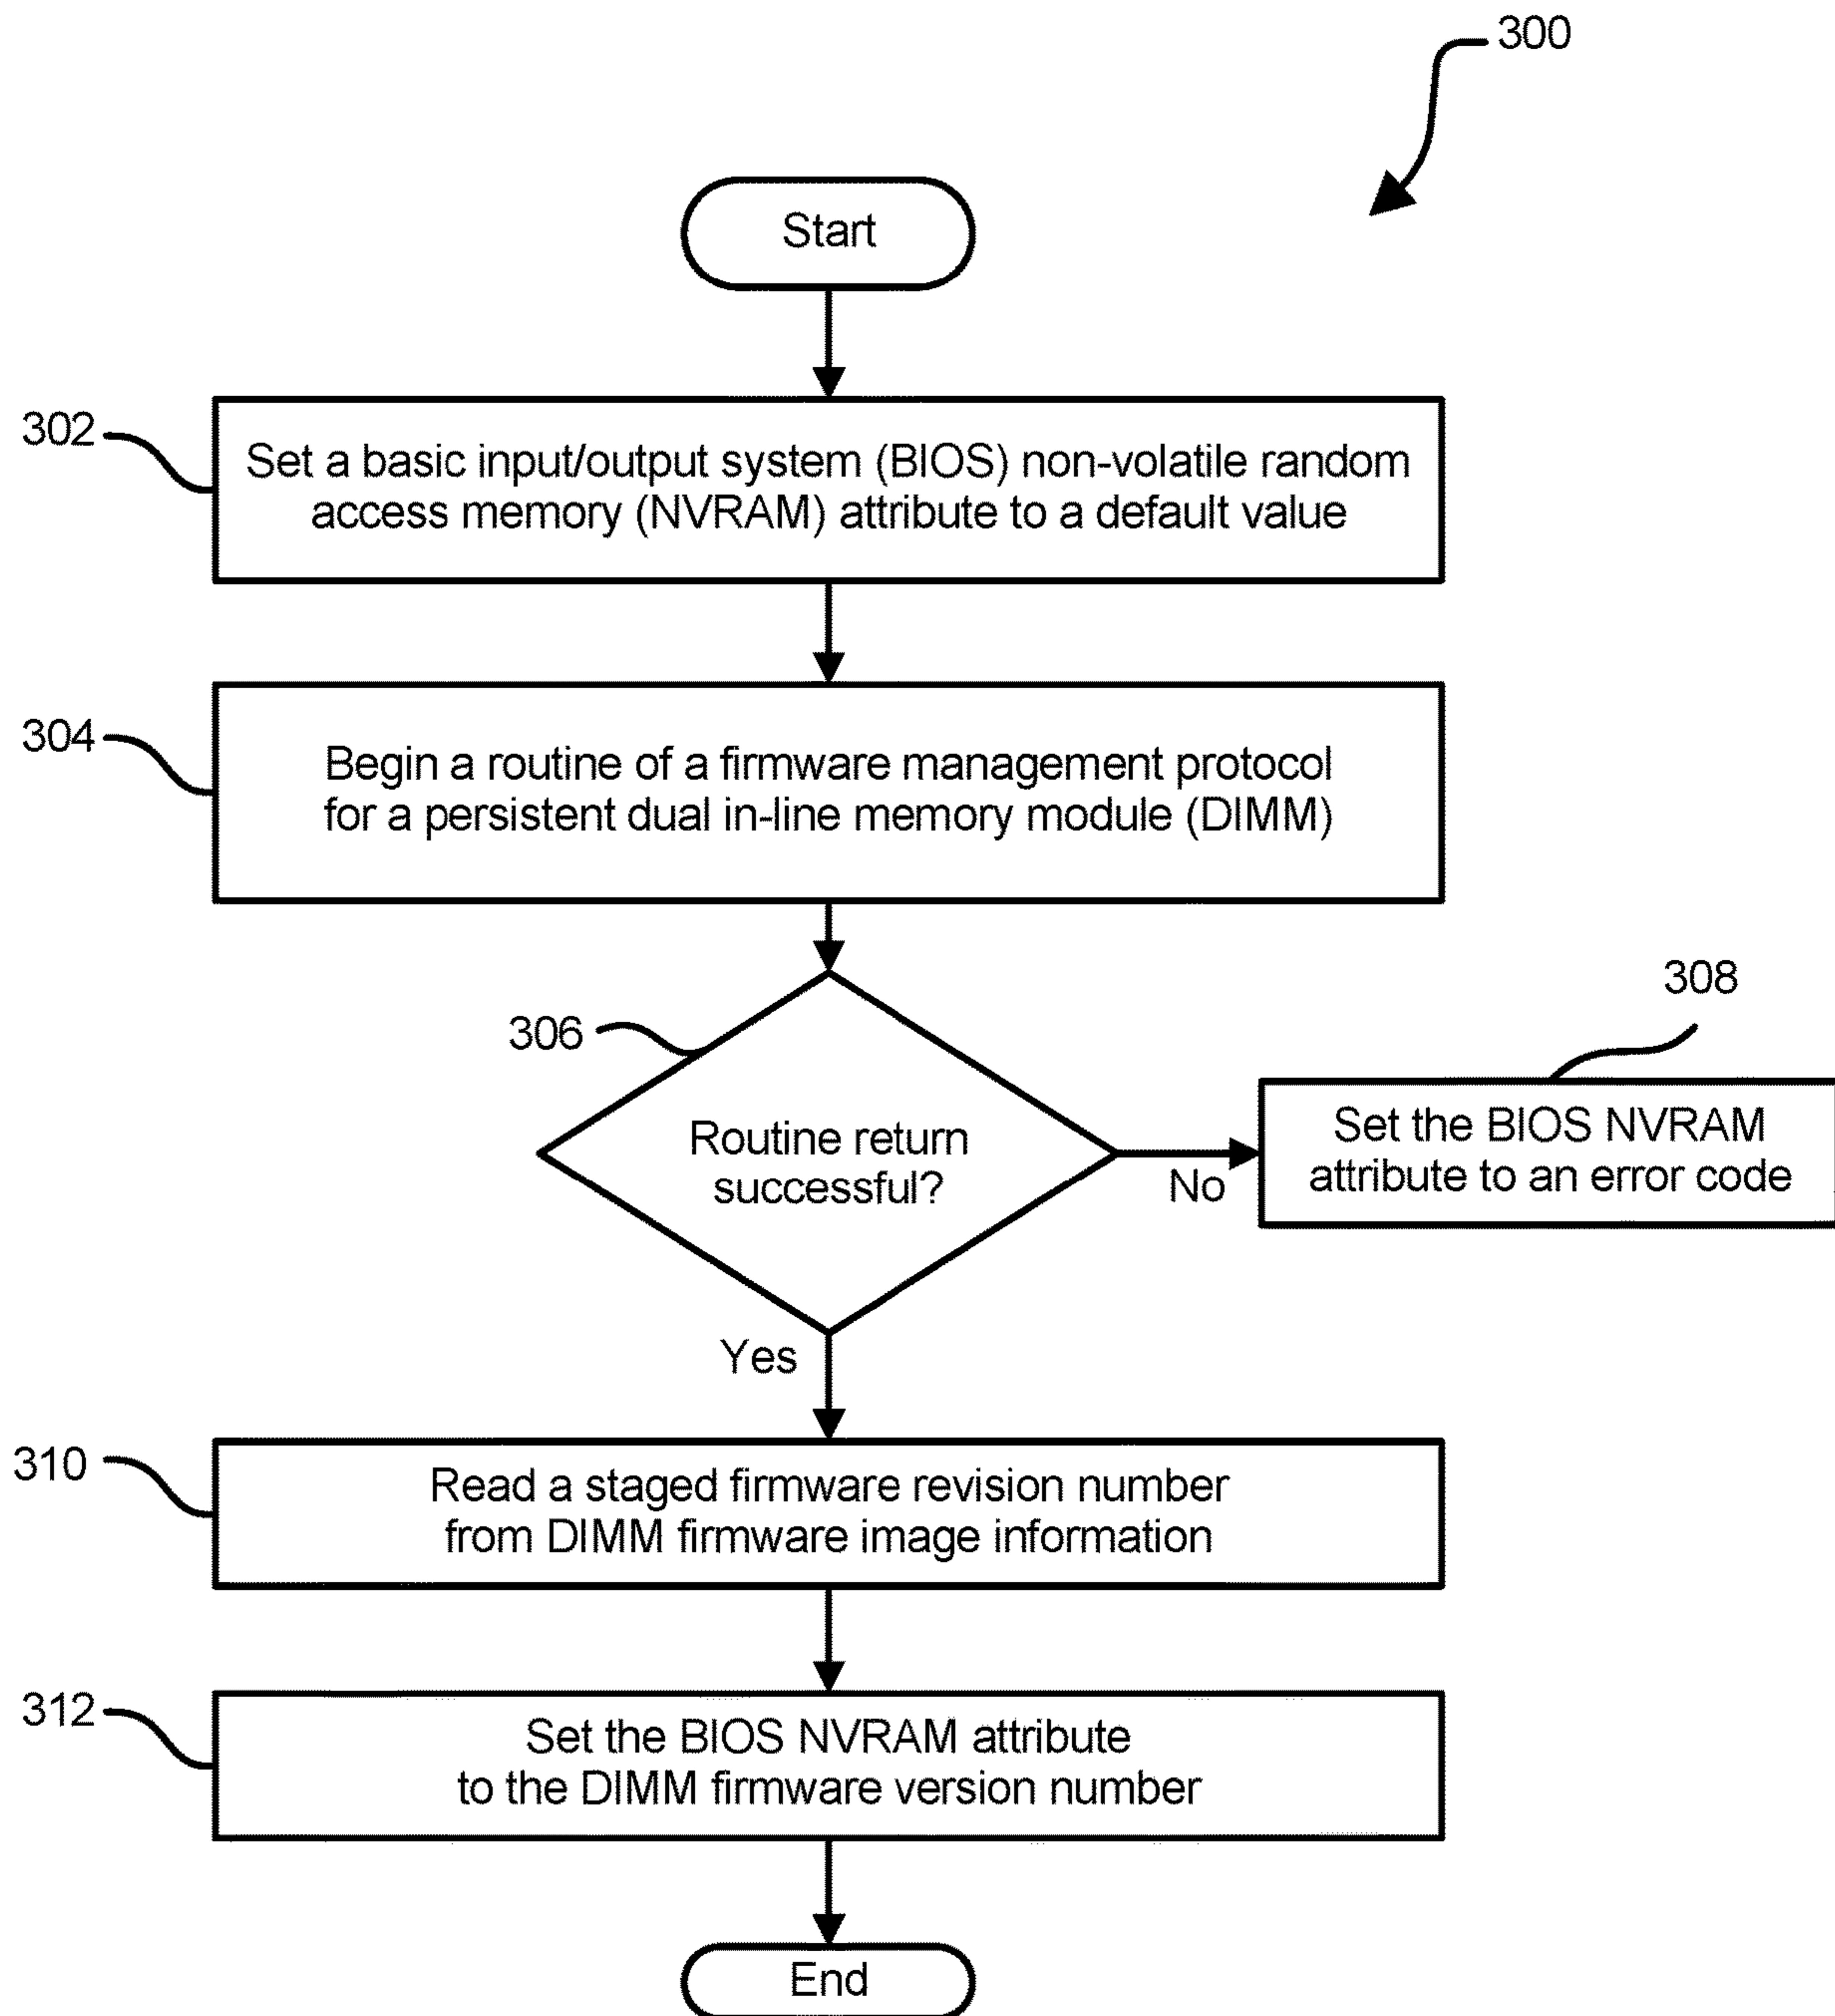 300
Start
302
Set a basic input/output system (BIOS) non-volatile random
access memory (NVRAM) attribute to a default value
304
Begin a routine of a firmware management protocol
for a persistent dual in-line memory module (DIMM)
306
Routine return
successful?
308
Set the BIOS NVRAM
attribute to an error code
No
Yes
310
Read a staged firmware revision number
from DIMM firmware image information
312
Set the BIOS NVRAM attribute
to the DIMM firmware version number
End